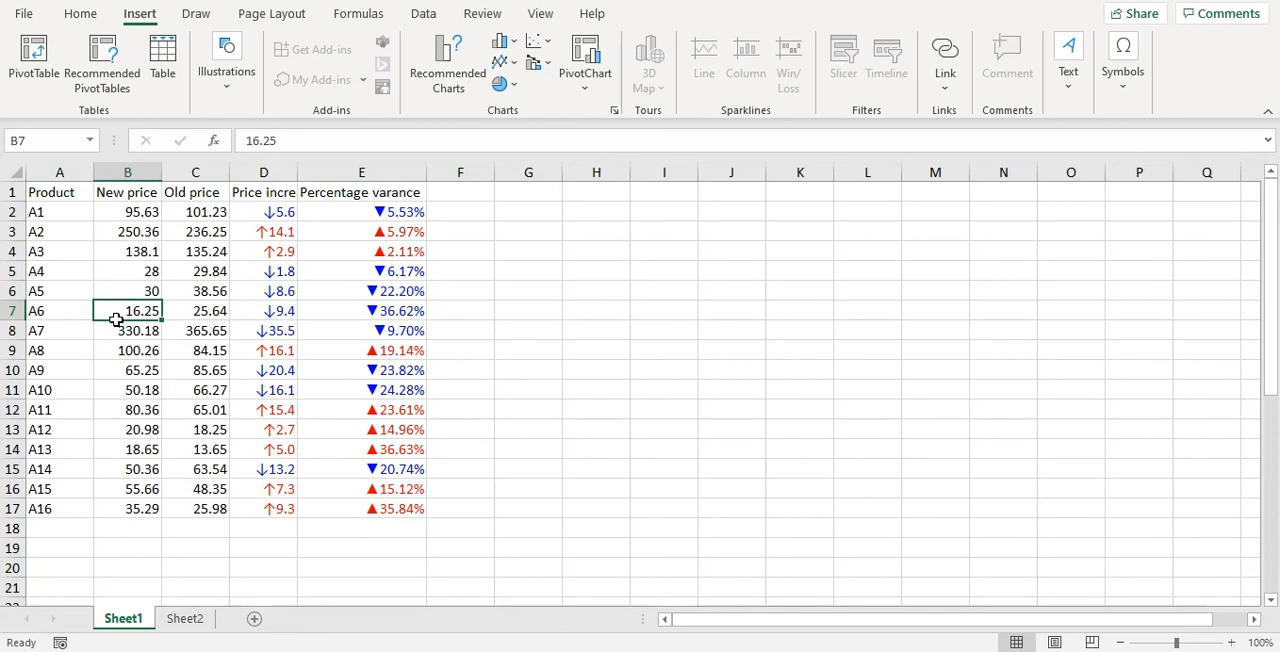 File Home Insert Draw Page Layout Formulas Data Review View Help Share Comments
PivotTable Recommended PivotTables Table Illustrations Get Add-ins My Add-ins Recommended Charts PivotChart 3D Map Line Column Win/Loss Slicer Timeline Link Comment Text Symbols
Tables Add-ins Charts Tours Sparklines Filters Links Comments
B7 fx 16.25
A B C D E F G H I J K L M N O P Q
1 Product New price Old price Price incre Percentage varance
2 A1 95.63 101.23 ↓5.6 ▼5.53%
3 A2 250.36 236.25 ↑14.1 ▲5.97%
4 A3 138.1 135.24 ↑2.9 ▲2.11%
5 A4 28 29.84 ↓1.8 ▼6.17%
6 A5 30 38.56 ↓8.6 ▼22.20%
7 A6 16.25 25.64 ↓9.4 ▼36.62%
8 A7 330.18 365.65 ↓35.5 ▼9.70%
9 A8 100.26 84.15 ↑16.1 ▲19.14%
10 A9 65.25 85.65 ↓20.4 ▼23.82%
11 A10 50.18 66.27 ↓16.1 ▼24.28%
12 A11 80.36 65.01 ↑15.4 ▲23.61%
13 A12 20.98 18.25 ↑2.7 ▲14.96%
14 A13 18.65 13.65 ↑5.0 ▲36.63%
15 A14 50.36 63.54 ↓13.2 ▼20.74%
16 A15 55.66 48.35 ↑7.3 ▲15.12%
17 A16 35.29 25.98 ↑9.3 ▲35.84%
18
19
20
21
Sheet1 Sheet2
Ready 100%